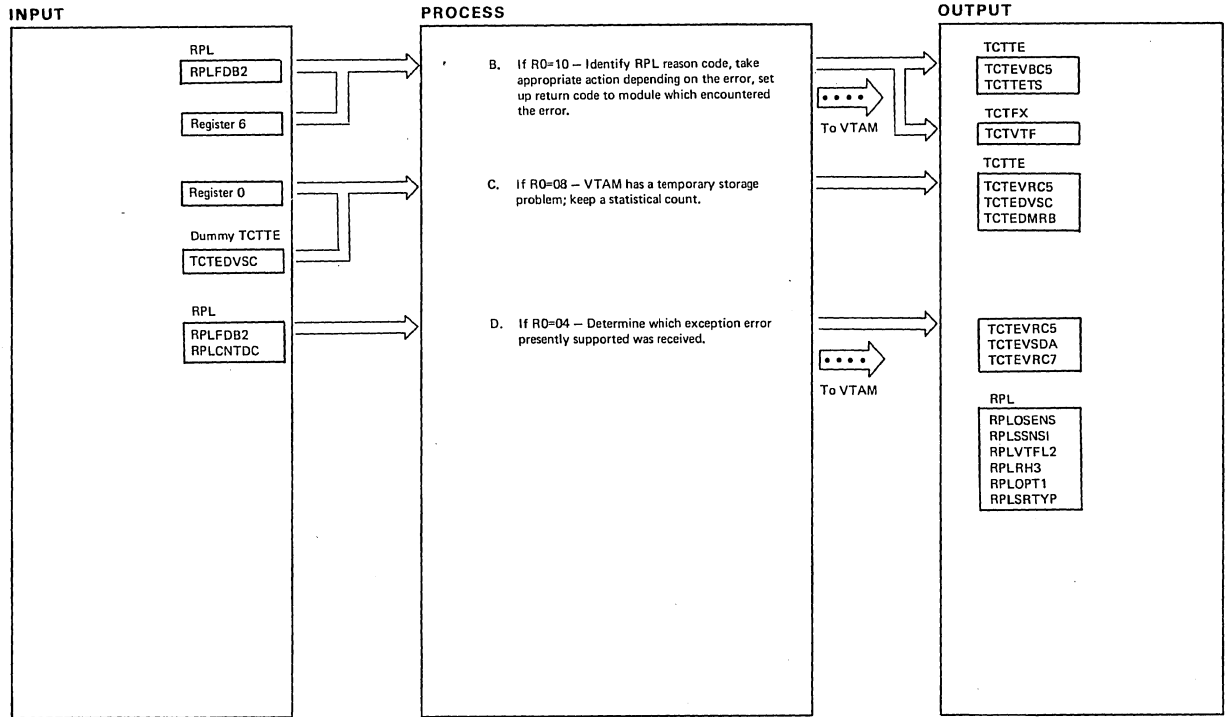 INPUT
PROCESS
OUTPUT
RPL
RPLFDB2
Register 6
B. If R0=10 — Identify RPL reason code, take
appropriate action depending on the error, set
up return code to module which encountered
the error.
To VTAM
TCTTE
TCTEVBC5
TCTTETS
TCTFX
TCTVTF
Register 0
Dummy TCTTE
TCTEDVSC
C. If R0=08 — VTAM has a temporary storage
problem; keep a statistical count.
TCTTE
TCTEVRC5
TCTEDVSC
TCTEDMRB
RPL
RPLFDB2
RPLCNTDC
D. If R0=04 — Determine which exception error
presently supported was received.
To VTAM
TCTEVRC5
TCTEVSDA
TCTEVRC7
RPL
RPLOSENS
RPLSSNSI
RPLVTFL2
RPLRH3
RPLOPT1
RPLSRTYP